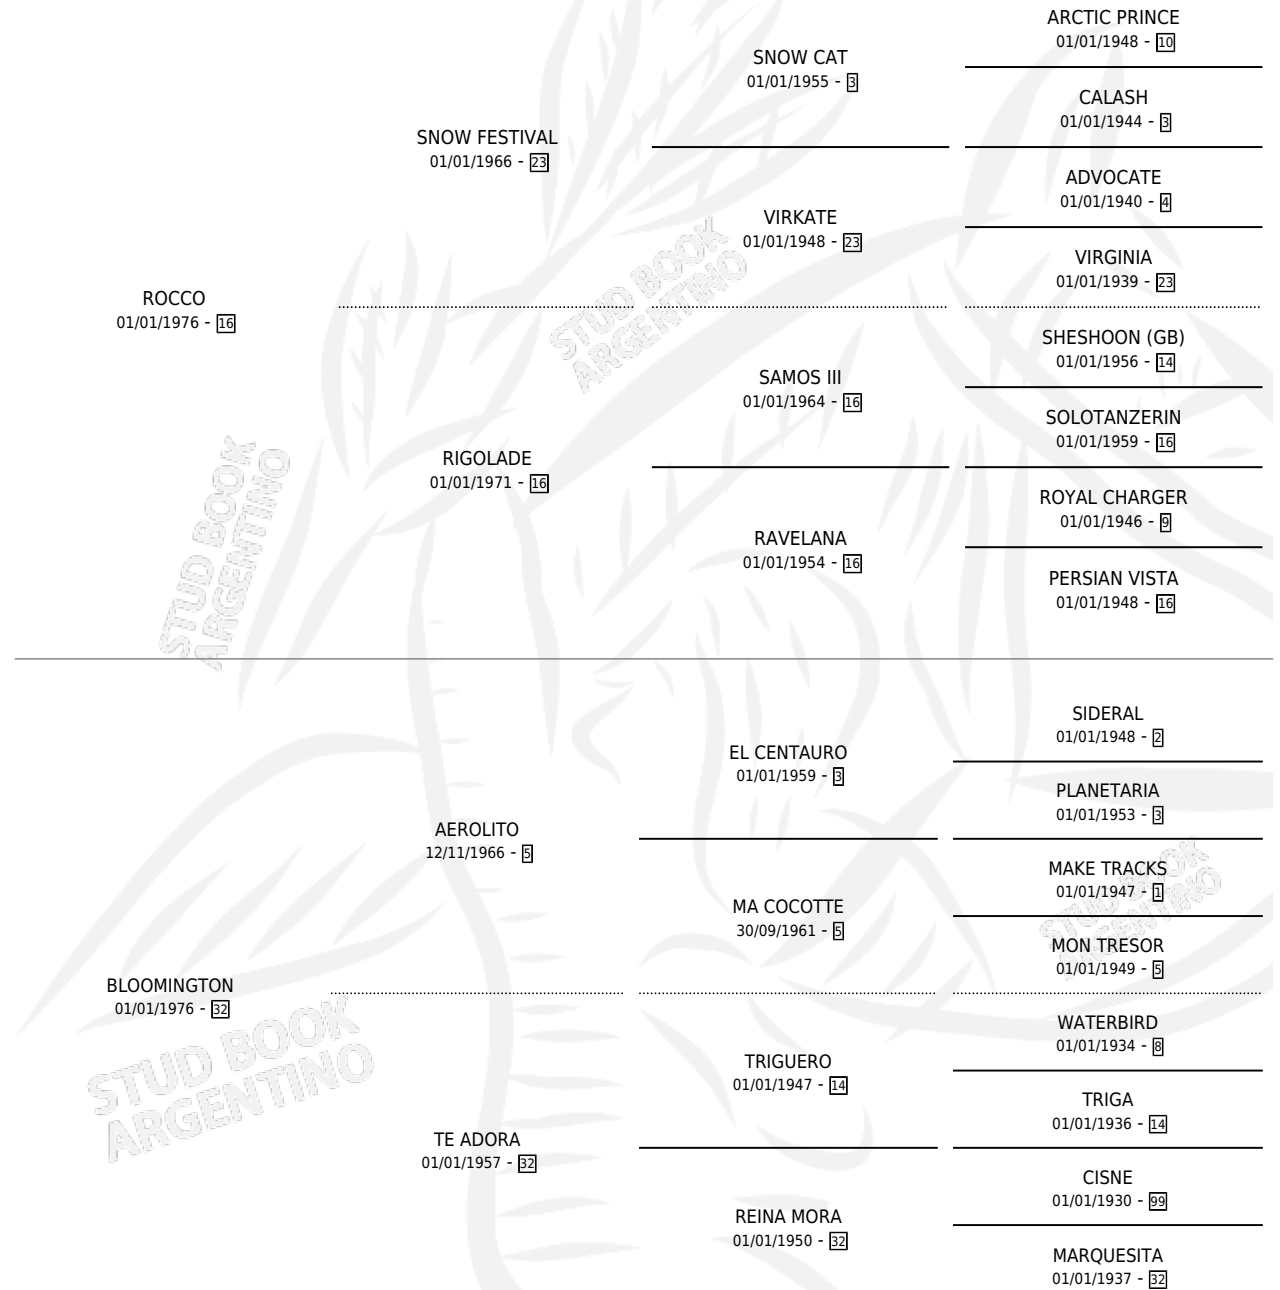 ARCTIC PRINCE
01/01/1948 - 10
SNOW CAT
01/01/1955 - 3
CALASH
01/01/1944 - 3
SNOW FESTIVAL
01/01/1966 - 23
ADVOCATE
01/01/1940 - 4
VIRKATE
01/01/1948 - 23
VIRGINIA
01/01/1939 - 23
STUD BOOK
ARGENTINO
ROCCO
01/01/1976 - 16
SHESHOON (GB)
01/01/1956 - 14
SAMOS III
01/01/1964 - 16
SOLOTANZERIN
01/01/1959 - 16
RIGOLADE
01/01/1971 - 16
ROYAL CHARGER
01/01/1946 - 9
RAVELANA
01/01/1954 - 16
PERSIAN VISTA
01/01/1948 - 16
STUD BOOK
ARGENTINO
SIDERAL
01/01/1948 - 2
EL CENTAURO
01/01/1959 - 3
PLANETARIA
01/01/1953 - 3
AEROLITO
12/11/1966 - 5
MAKE TRACKS
01/01/1947 - 1
MA COCOTTE
30/09/1961 - 5
MON TRESOR
01/01/1949 - 5
STUD BOOK
ARGENTINO
BLOOMINGTON
01/01/1976 - 32
WATERBIRD
01/01/1934 - 8
TRIGUERO
01/01/1947 - 14
TRIGA
01/01/1936 - 14
STUD BOOK
ARGENTINO
TE ADORA
01/01/1957 - 32
CISNE
01/01/1930 - 99
REINA MORA
01/01/1950 - 32
MARQUESITA
01/01/1937 - 32